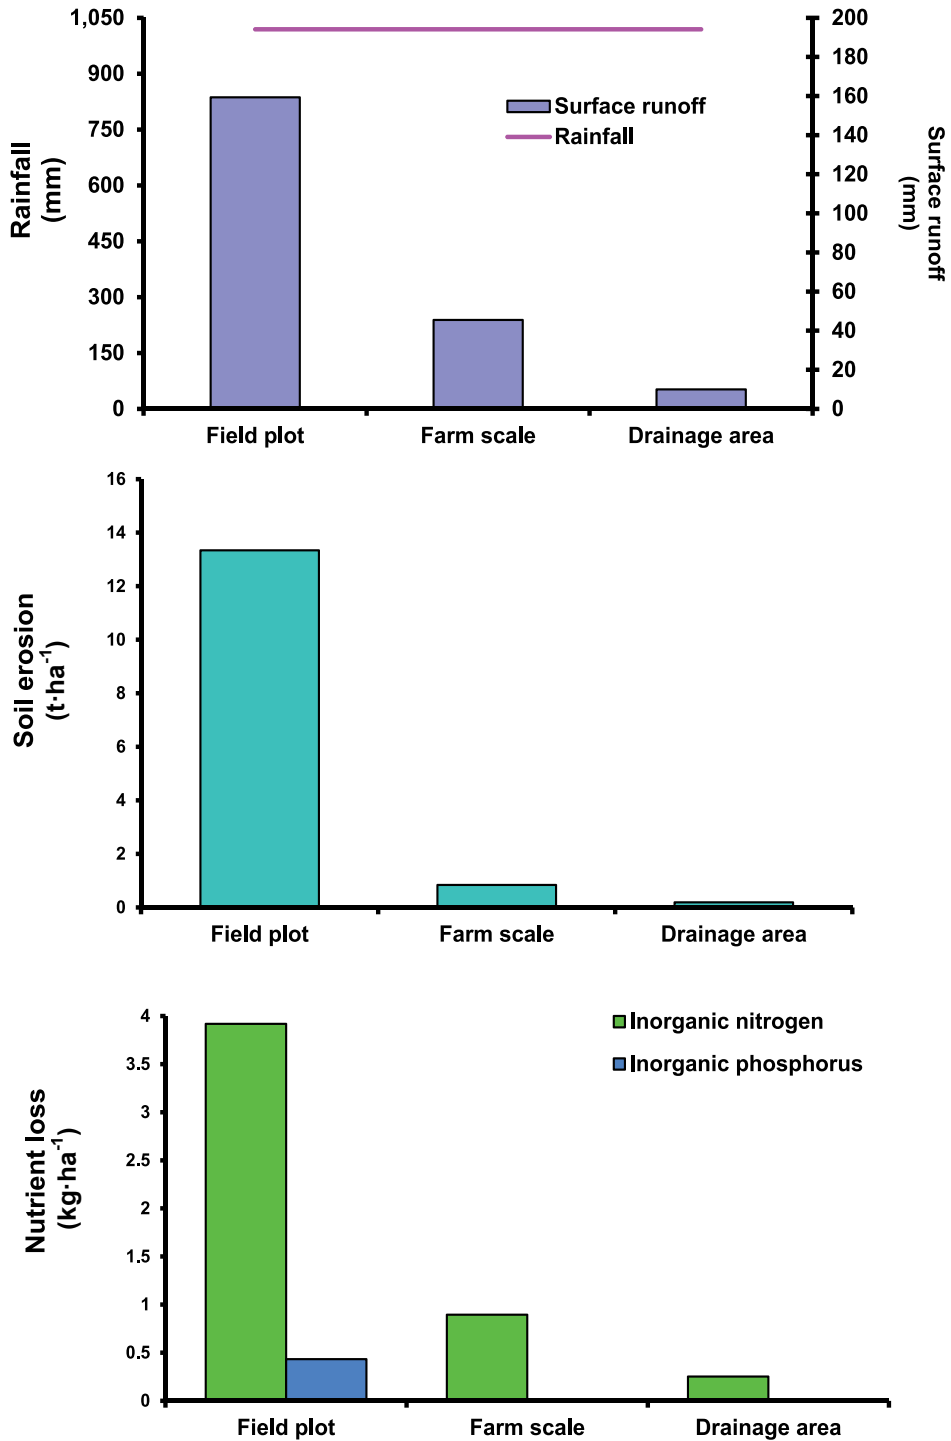 1,050
900
750
600
450
300
150
0
Rainfall
(mm)
200
180
160
140
120
100
80
60
40
20
0
Surface runoff
(mm)
Surface runoff
Rainfall
Field plot Farm scale Drainage area
16
14
12
10
8
6
4
2
0
Soil erosion
(t·ha⁻¹)
Field plot Farm scale Drainage area
4
3.5
3
2.5
2
1.5
1
0.5
0
Nutrient loss
(kg·ha⁻¹)
Inorganic nitrogen
Inorganic phosphorus
Field plot Farm scale Drainage area